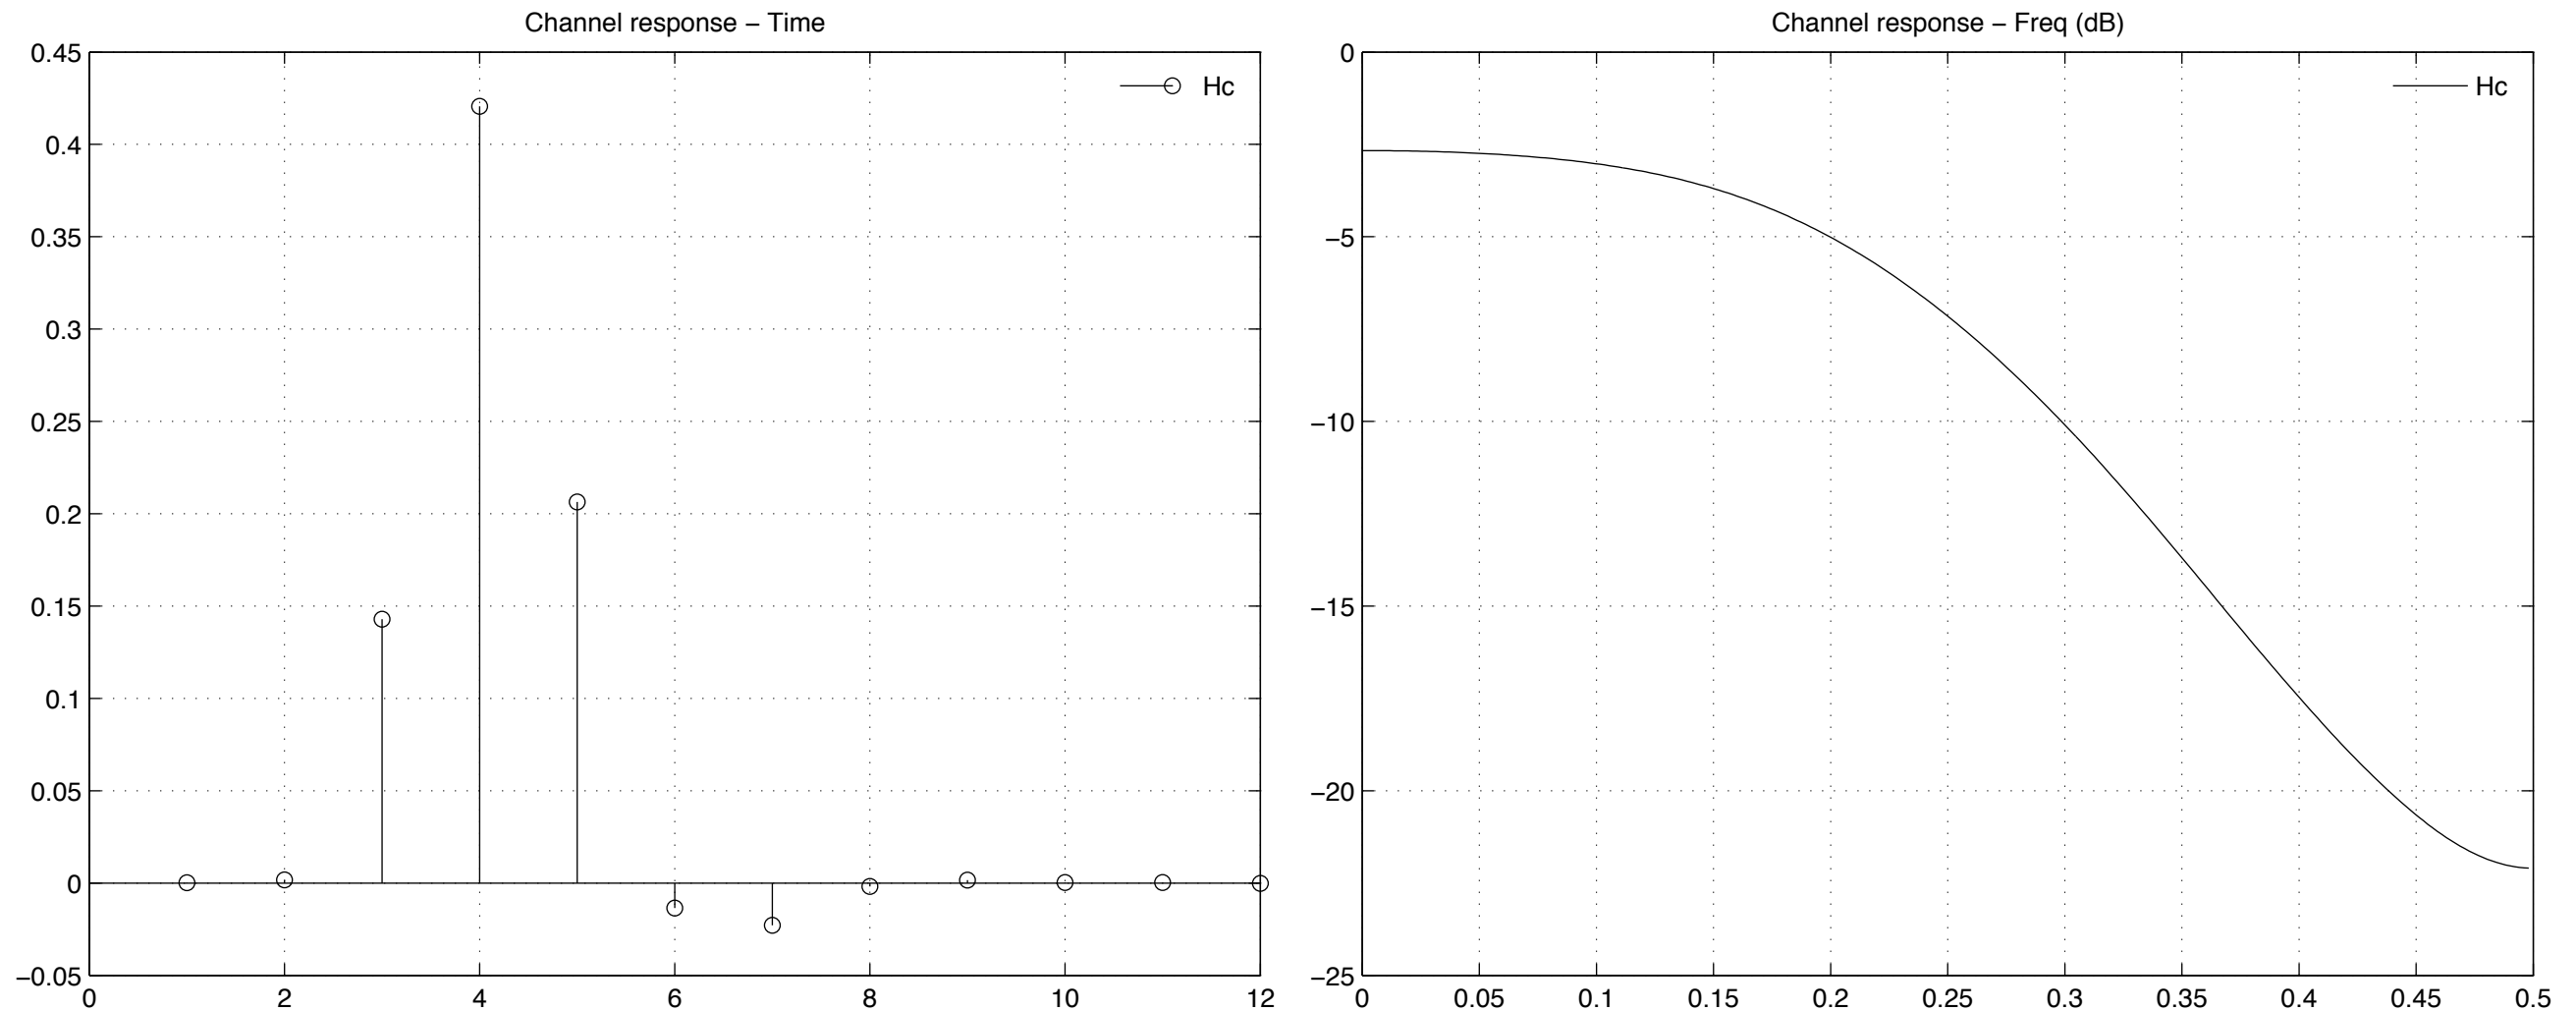 Channel response – Time
Hc
0.45
0.4
0.35
0.3
0.25
0.2
0.15
0.1
0.05
0
−0.05
0 2 4 6 8 10 12
Channel response – Freq (dB)
Hc
0
−5
−10
−15
−20
−25
0 0.05 0.1 0.15 0.2 0.25 0.3 0.35 0.4 0.45 0.5